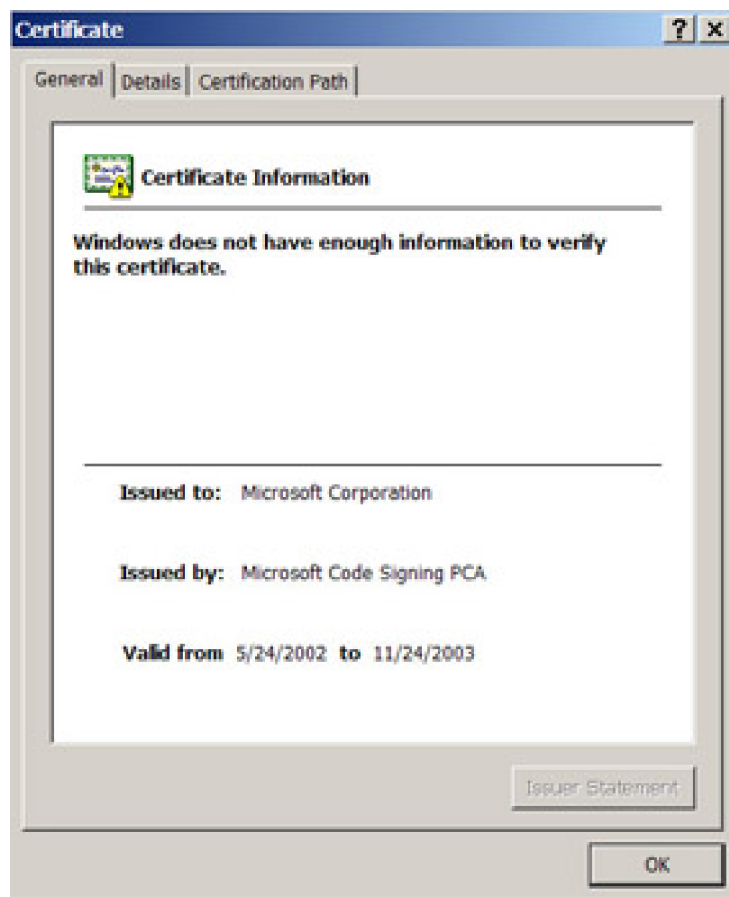 Certificate
General Details Certification Path
Certificate Information
Windows does not have enough information to verify
this certificate.
Issued to: Microsoft Corporation
Issued by: Microsoft Code Signing PCA
Valid from 5/24/2002 to 11/24/2003
Issuer Statement
OK